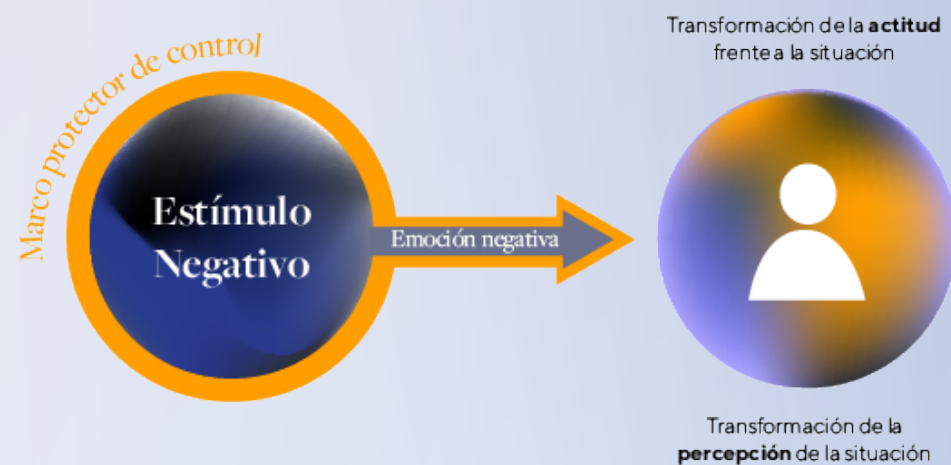 Marco protector de control
Estímulo
Negativo
Emoción negativa
Transformación de la actitud
frente a la situación
Transformación de la
percepción de la situación